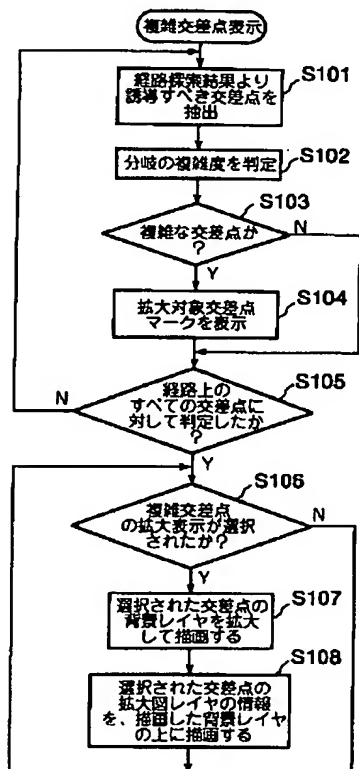 複雑交差点表示
S101
経路探索結果より
誘導すべき交差点を
抽出
S102
分岐の複雑度を判定
S103
複雑な交差点か
?
N
Y
S104
拡大対象交差点
マークを表示
S105
経路上の
すべての交差点に
対して判定したか
?
N
Y
S106
複雑交差点
の拡大表示が選択
されたか?
N
Y
S107
選択された交差点の
背景レイヤを拡大
して描画する
S108
選択された交差点の
拡大図レイヤの情報
を、描画した背景レイヤ
の上に描画する